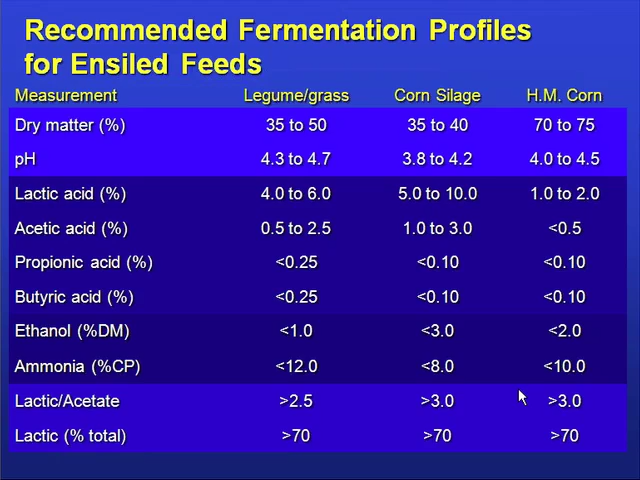 Recommended Fermentation Profiles
for Ensiled Feeds
Measurement Legume/grass Corn Silage H.M. Corn
Dry matter (%) 35 to 50 35 to 40 70 to 75
pH 4.3 to 4.7 3.8 to 4.2 4.0 to 4.5
Lactic acid (%) 4.0 to 6.0 5.0 to 10.0 1.0 to 2.0
Acetic acid (%) 0.5 to 2.5 1.0 to 3.0 <0.5
Propionic acid (%) <0.25 <0.10 <0.10
Butyric acid (%) <0.25 <0.10 <0.10
Ethanol (%DM) <1.0 <3.0 <2.0
Ammonia (%CP) <12.0 <8.0 <10.0
Lactic/Acetate >2.5 >3.0 >3.0
Lactic (% total) >70 >70 >70